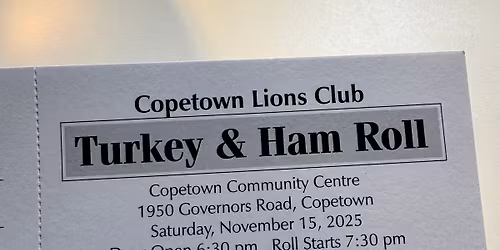 Copetown Lions Club
Turkey & Ham Roll
Copetown Community Centre
1950 Governors Road, Copetown
Saturday, November 15, 2025
Open 6:30 pm Roll Starts 7:30 pm